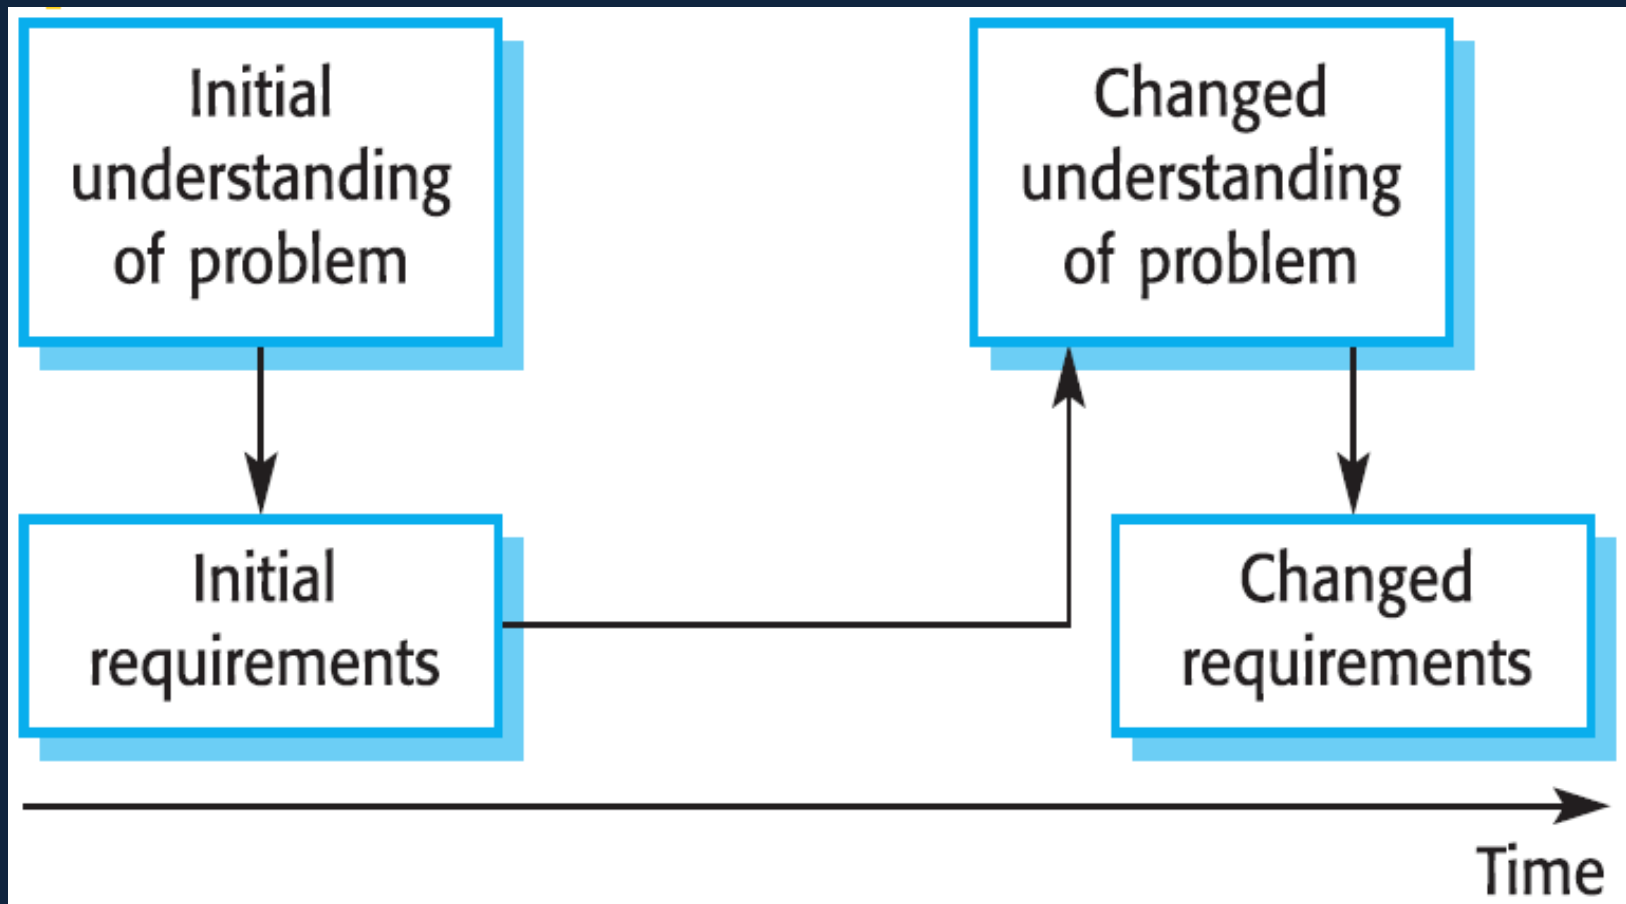 Initial
understanding
of problem
Changed
understanding
of problem
Initial
requirements
Changed
requirements
Time